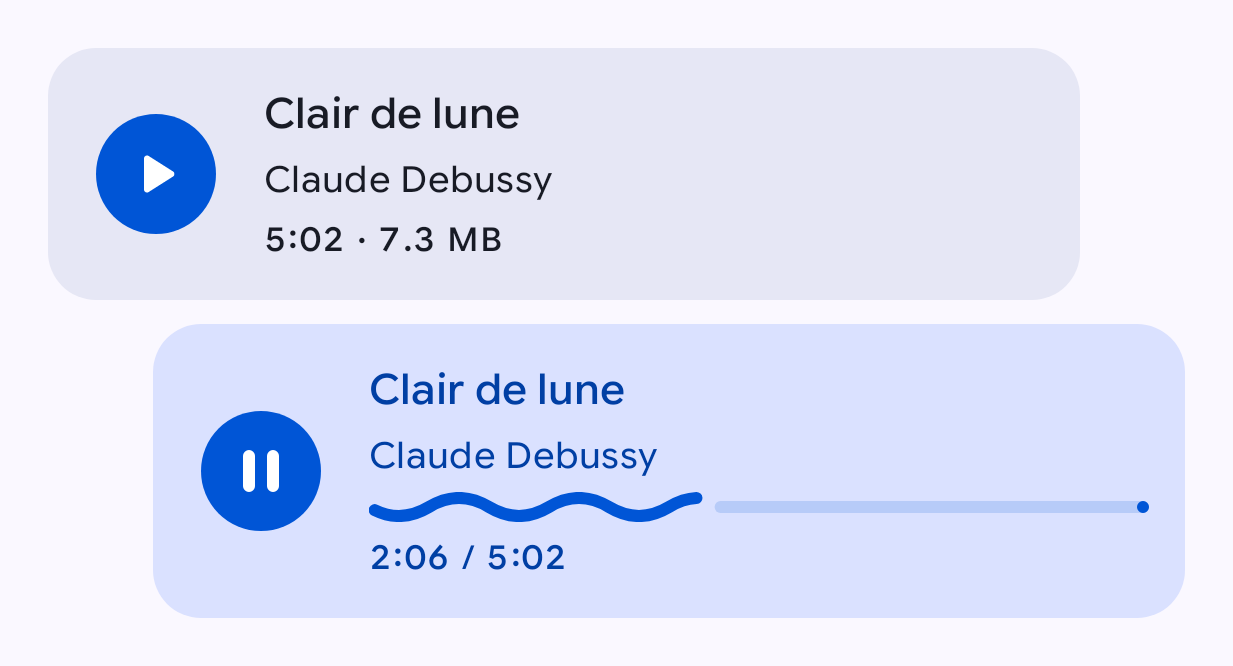 Clair de lune
Claude Debussy
5:02 · 7.3 MB
Clair de lune
Claude Debussy
2:06 / 5:02